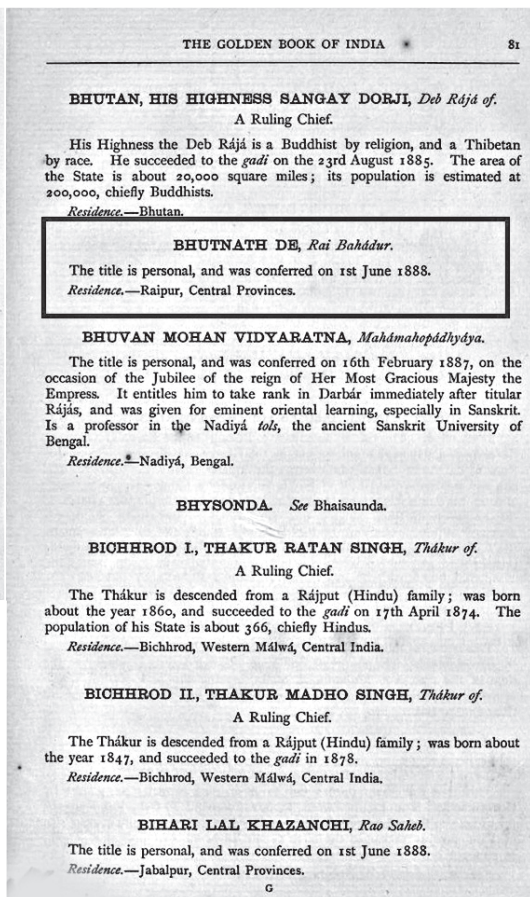 THE GOLDEN BOOK OF INDIA 81
BHUTAN, HIS HIGHNESS SANGAY DORJI, Deb Rájá of.
A Ruling Chief.
His Highness the Deb Rájá is a Buddhist by religion, and a Thibetan
by race. He succeeded to the gadi on the 23rd August 1885. The area of
the State is about 20,000 square miles; its population is estimated at
200,000, chiefly Buddhists.
Residence.—Bhutan.
BHUTNATH DE, Rai Bahádur.
The title is personal, and was conferred on 1st June 1888.
Residence.—Raipur, Central Provinces.
BHUVAN MOHAN VIDYARATNA, Mahámahopádhyáya.
The title is personal, and was conferred on 16th February 1887, on the
occasion of the Jubilee of the reign of Her Most Gracious Majesty the
Empress. It entitles him to take rank in Darbár immediately after titular
Rájás, and was given for eminent oriental learning, especially in Sanskrit.
Is a professor in the Nadiyá tols, the ancient Sanskrit University of
Bengal.
Residence.—Nadiyá, Bengal.
BHYSONDA. See Bhaisaunda.
BICHHROD I., THAKUR RATAN SINGH, Thákur of.
A Ruling Chief.
The Thákur is descended from a Rájput (Hindu) family; was born
about the year 1860, and succeeded to the gadi on 17th April 1874. The
population of his State is about 366, chiefly Hindus.
Residence.—Bichhrod, Western Málwá, Central India.
BICHHROD II., THAKUR MADHO SINGH, Thákur of.
A Ruling Chief.
The Thákur is descended from a Rájput (Hindu) family; was born about
the year 1847, and succeeded to the gadi in 1878.
Residence.—Bichhrod, Western Málwá, Central India.
BIHARI LAL KHAZANCHI, Rao Saheb.
The title is personal, and was conferred on 1st June 1888.
Residence.—Jabalpur, Central Provinces.
G